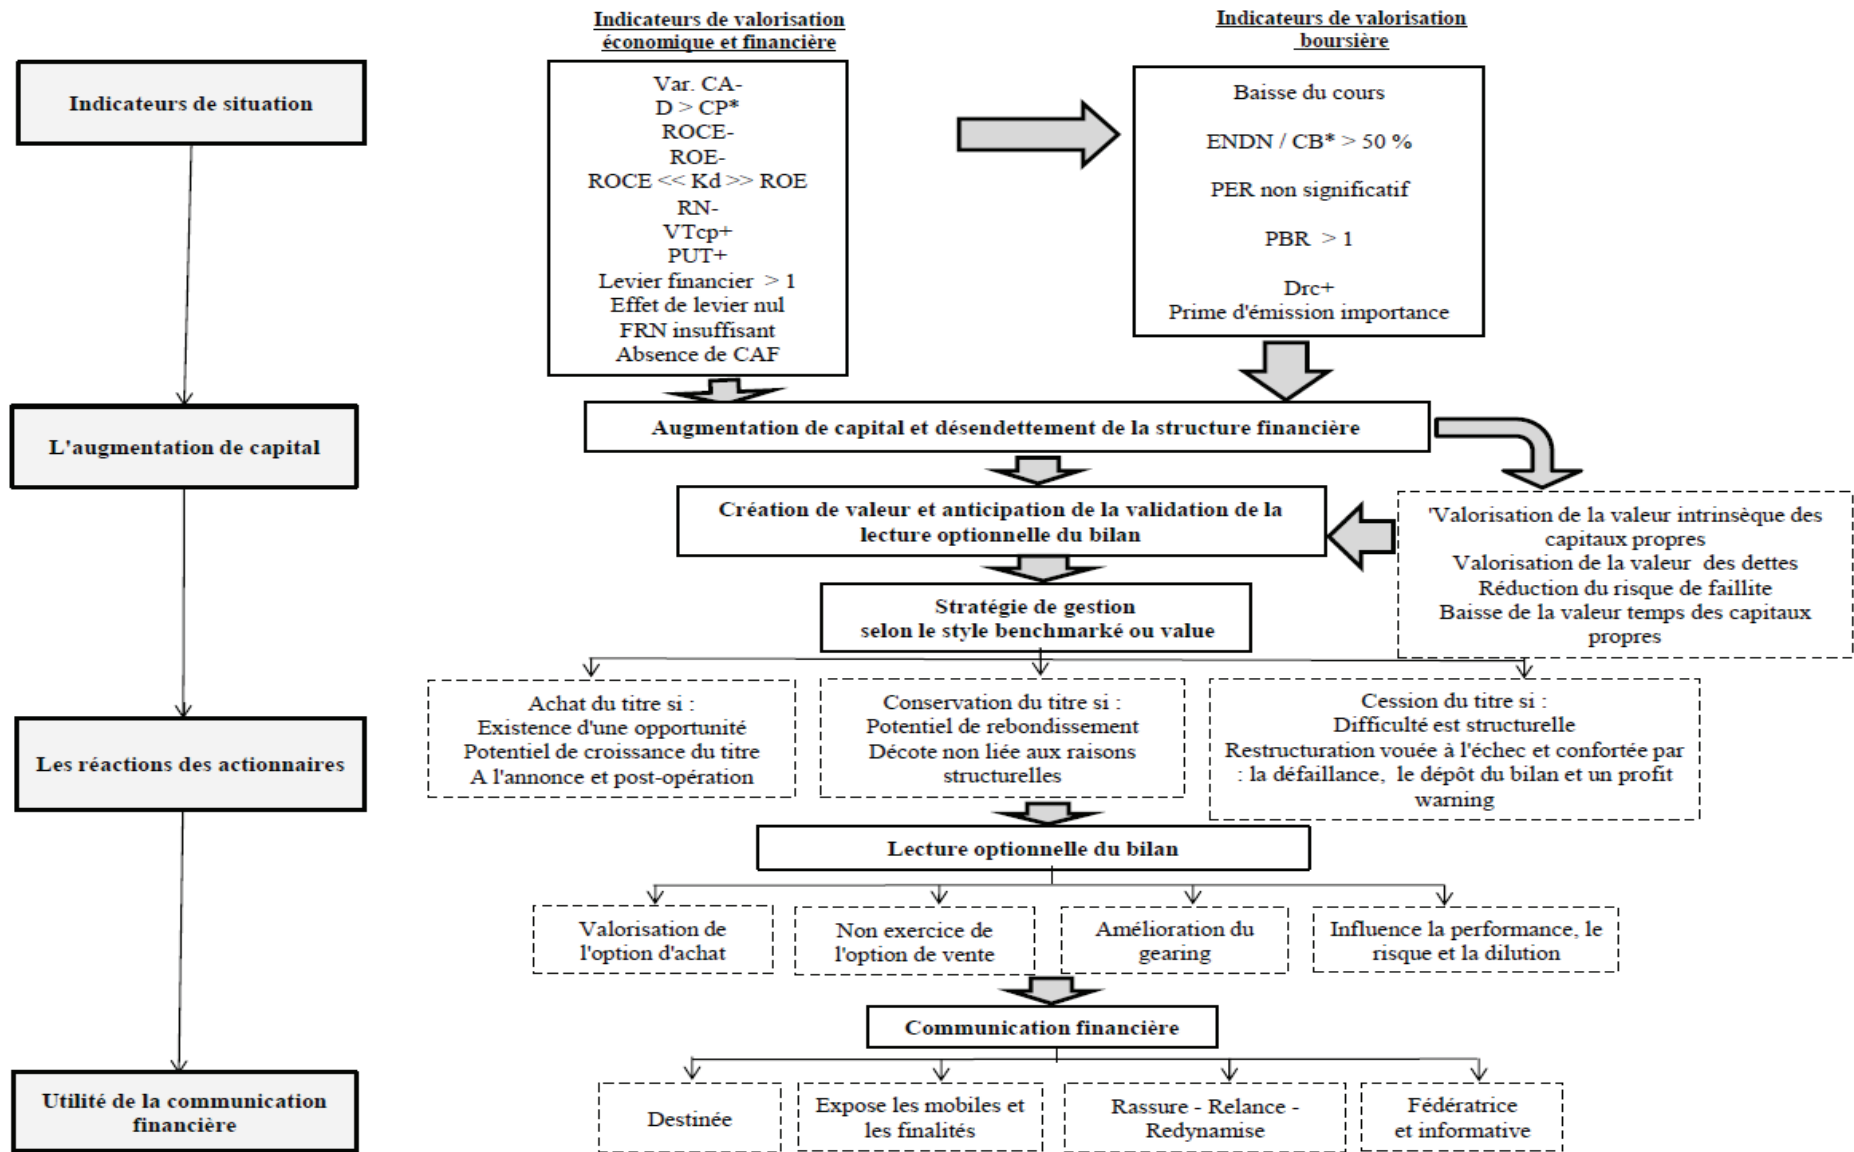 Indicateurs de valorisation
économique et financière
Indicateurs de valorisation
boursière
Indicateurs de situation
Var. CA-
D > CP*
ROCE-
ROE-
ROCE << Kd >> ROE
RN-
VTcp+
PUT+
Levier financier > 1
Effet de levier nul
FRN insuffisant
Absence de CAF
Baisse du cours
ENDN / CB* > 50 %
PER non significatif
PBR > 1
Drc+
Prime d'émission importance
L'augmentation de capital
Augmentation de capital et désendettement de la structure financière
Création de valeur et anticipation de la validation de la
lecture optionnelle du bilan
'Valorisation de la valeur intrinsèque des
capitaux propres
Valorisation de la valeur des dettes
Réduction du risque de faillite
Baisse de la valeur temps des capitaux
propres
Stratégie de gestion
selon le style benchmarké ou value
Les réactions des actionnaires
Achat du titre si :
Existence d'une opportunité
Potentiel de croissance du titre
A l'annonce et post-opération
Conservation du titre si :
Potentiel de rebondissement
Décote non liée aux raisons
structurelles
Cession du titre si :
Difficulté est structurelle
Restructuration vouée à l'échec et confortée par
: la défaillance, le dépôt du bilan et un profit
warning
Lecture optionnelle du bilan
Valorisation de
l'option d'achat
Non exercice de
l'option de vente
Amélioration du
gearing
Influence la performance, le
risque et la dilution
Communication financière
Utilité de la communication
financière
Destinée
Expose les mobiles et
les finalités
Rassure - Relance -
Redynamise
Fédératrice
et informative